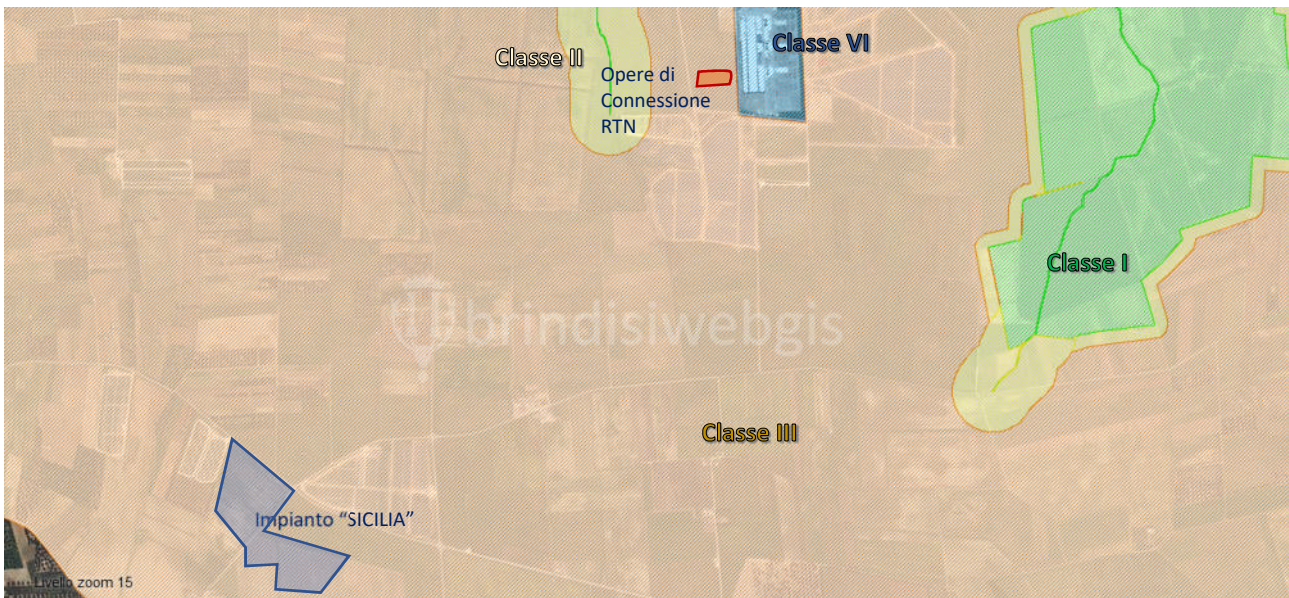 Classe VI
Classe II
Opere di
Connessione
RTN
Classe I
brindisiwebgis
Classe III
Impianto “SICILIA”
Livello zoom 15